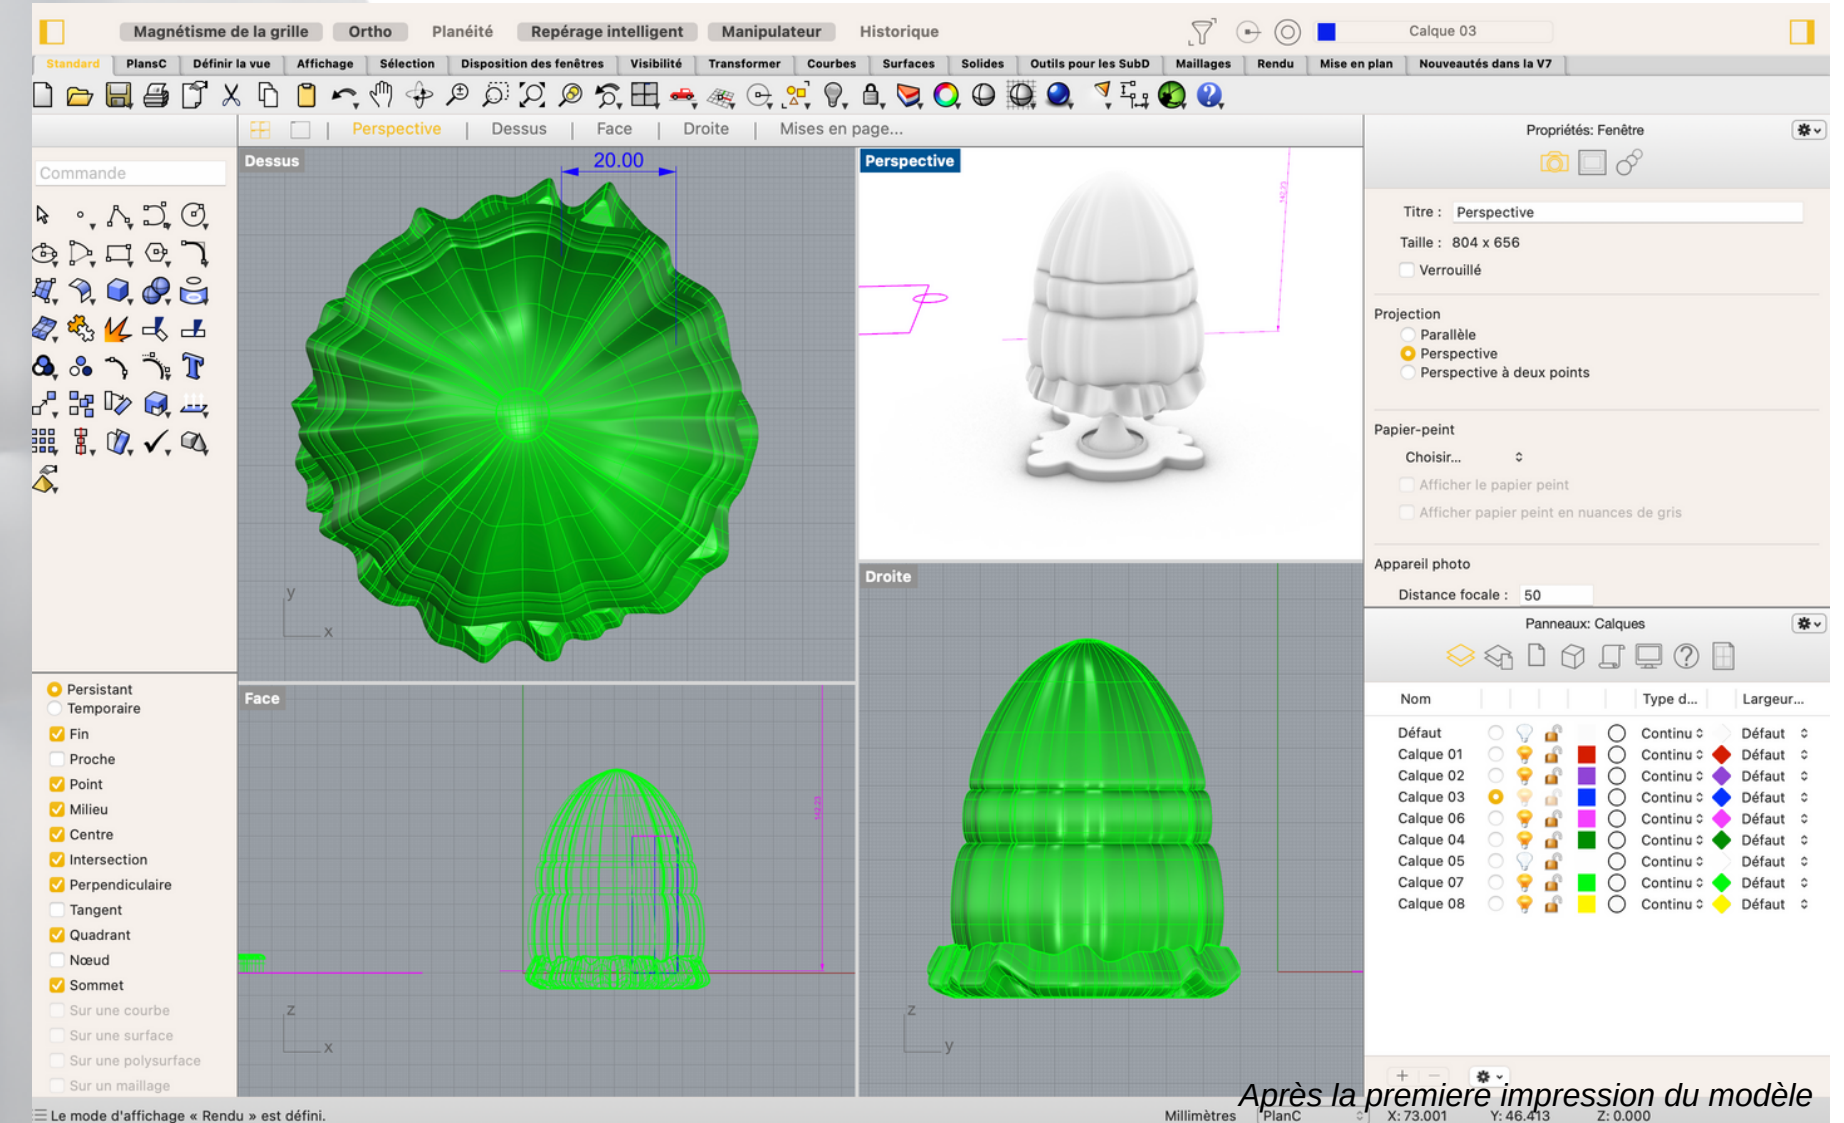 Magnétisme de la grille Ortho Planéité Repérage intelligent Manipulateur Historique Calque 03
Standard PlansC Définir la vue Affichage Sélection Disposition des fenêtres Visibilité Transformer Courbes Surfaces Solides Outils pour les SubD Maillages Rendu Mise en plan Nouveautés dans la V7
Perspective | Dessus | Face | Droite | Mises en page...
Commande
Dessus
20.00
y
x
Perspective
Face
z
x
Droite
z
y
Persistant
Temporaire
Fin
Proche
Point
Milieu
Centre
Intersection
Perpendiculaire
Tangent
Quadrant
Nœud
Sommet
Sur une courbe
Sur une surface
Sur une polysurface
Sur un maillage
Propriétés: Fenêtre
Titre : Perspective
Taille : 804 x 656
Verrouillé
Projection
Parallèle
Perspective
Perspective à deux points
Papier-peint
Choisir...
Afficher le papier peint
Afficher papier peint en nuances de gris
Appareil photo
Distance focale : 50
Panneaux: Calques
Nom Type d... Largeur...
Défaut Continu Défaut
Calque 01 Continu Défaut
Calque 02 Continu Défaut
Calque 03 Continu Défaut
Calque 06 Continu Défaut
Calque 04 Continu Défaut
Calque 05 Continu Défaut
Calque 07 Continu Défaut
Calque 08 Continu Défaut
Après la premiere impression du modèle
Le mode d'affichage « Rendu » est défini. Millimètres PlanC X: 73.001 Y: 46.413 Z: 0.000